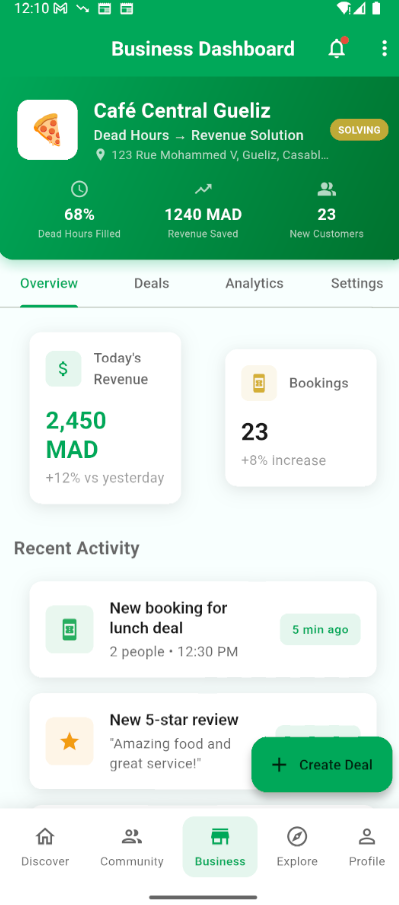 12:10
Business Dashboard
Café Central Gueliz
Dead Hours → Revenue Solution
SOLVING
123 Rue Mohammed V, Gueliz, Casabl...
68%
1240 MAD
23
Dead Hours Filled
Revenue Saved
New Customers
Overview
Deals
Analytics
Settings
Today's
Revenue
2,450
MAD
+12% vs yesterday
Bookings
23
+8% increase
Recent Activity
New booking for
lunch deal
2 people • 12:30 PM
5 min ago
New 5-star review
"Amazing food and
great service!"
+ Create Deal
Discover
Community
Business
Explore
Profile